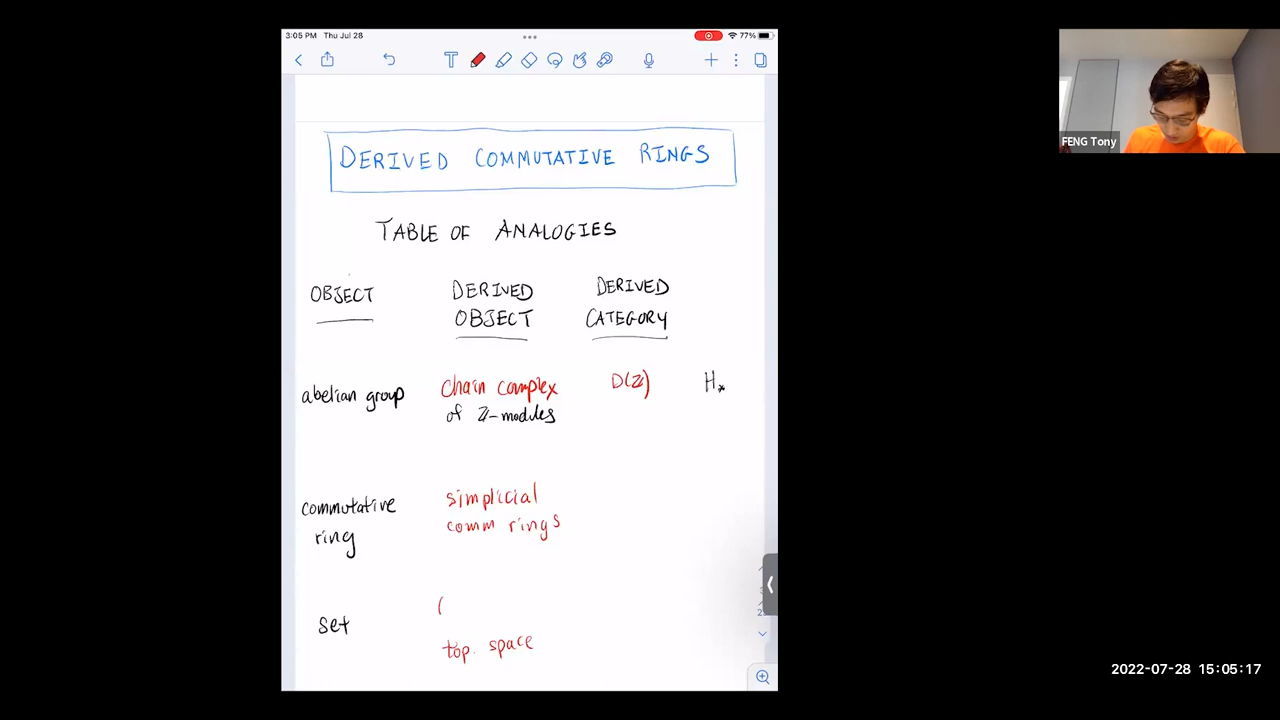 3:05 PM Thu Jul 28
77%
DERIVED COMMUTATIVE RINGS
TABLE OF ANALOGIES
OBJECT
DERIVED
OBJECT
DERIVED
CATEGORY
abelian group
chain complex
of ℤ-modules
D(ℤ)
H*
commutative
ring
simplicial
comm rings
set
(
top. space
FENG Tony
2022-07-28 15:05:17